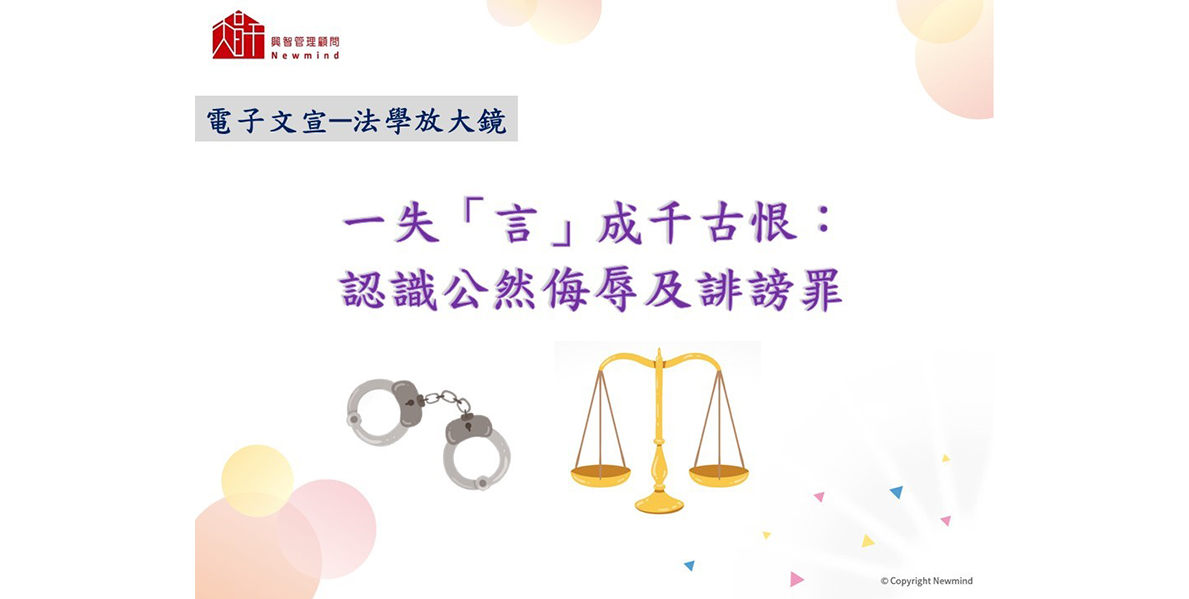 興智管理顧問
Newmind
電子文宣─法學放大鏡
一失「言」成千古恨：
認識公然侮辱及誹謗罪
© Copyright Newmind